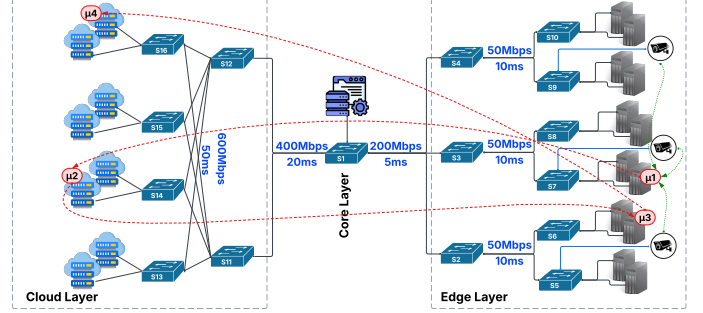 μ4
S16
S12
S15
600Mbps
50ms
μ2
S14
S13
S11
Cloud Layer
400Mbps
20ms
S1
200Mbps
5ms
Core Layer
S4
50Mbps
10ms
S10
S9
S3
50Mbps
10ms
S8
S7
μ1
μ3
S2
50Mbps
10ms
S6
S5
Edge Layer